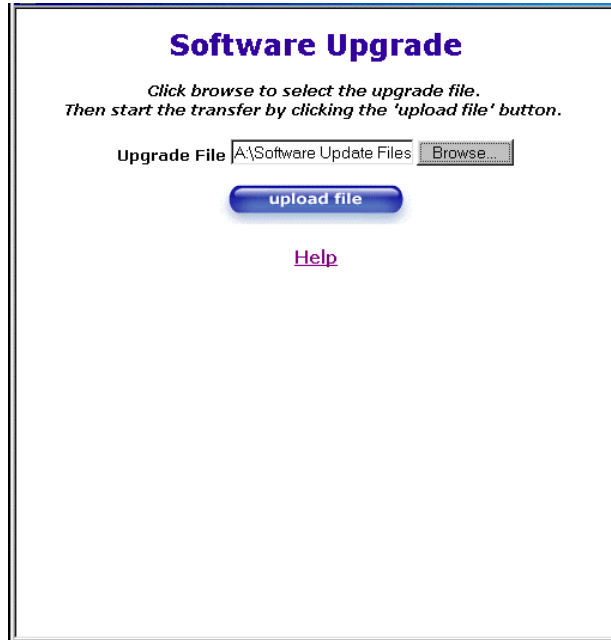 Software Upgrade
Click browse to select the upgrade file.
Then start the transfer by clicking the 'upload file' button.
Upgrade File A:\Software Update Files Browse...
upload file
Help